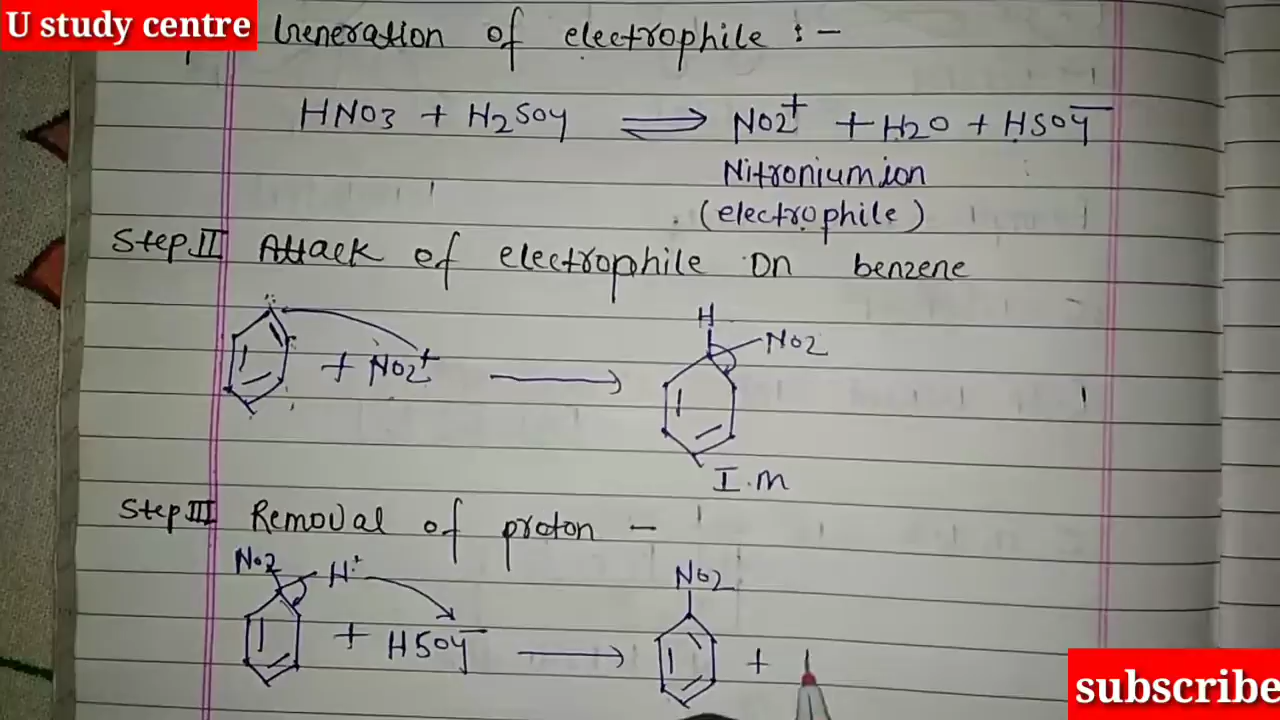 U study centre
Generation of electrophile :-
HNO3 + H2SO4 ⇌ NO2+ + H2O + HSO4-
Nitronium ion
(electrophile)
Step II Attack of electrophile on benzene
H
+ NO2+ → NO2
I.m
Step III Removal of proton -
NO2 H+ NO2
+ HSO4- → +
subscribe